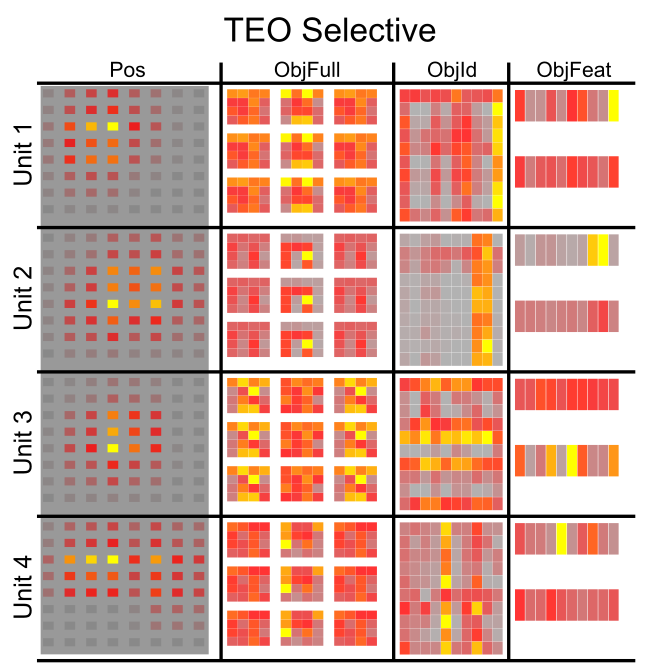 TEO Selective
Pos ObjFull ObjId ObjFeat
Unit 1
Unit 2
Unit 3
Unit 4